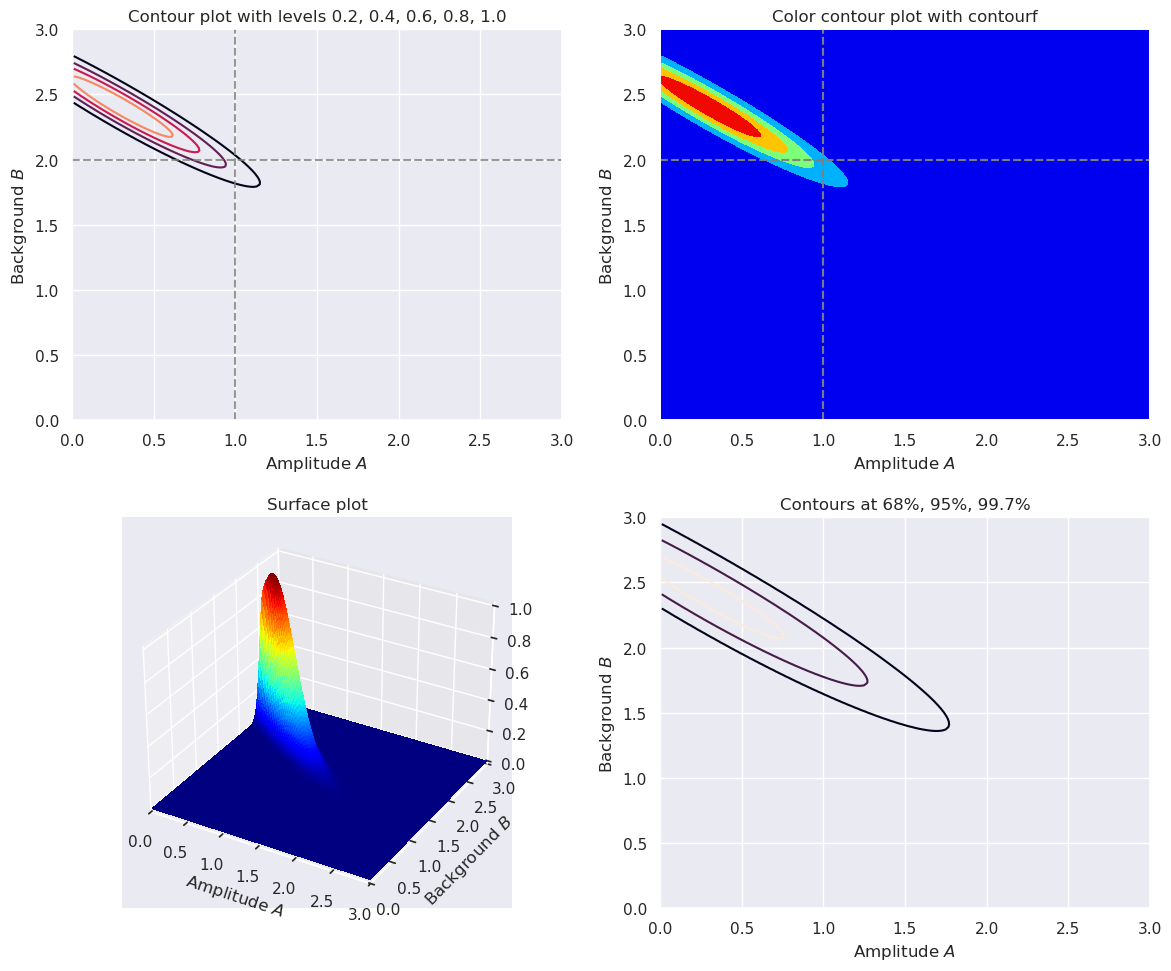 Contour plot with levels 0.2, 0.4, 0.6, 0.8, 1.0
3.0
2.5
2.0
1.5
1.0
0.5
0.0
Background B
0.0 0.5 1.0 1.5 2.0 2.5 3.0
Amplitude A
Color contour plot with contourf
3.0
2.5
2.0
1.5
1.0
0.5
0.0
Background B
0.0 0.5 1.0 1.5 2.0 2.5 3.0
Amplitude A
Surface plot
1.0
0.8
0.6
0.4
0.2
0.0
3.0
2.5
2.0
1.5
1.0
0.5
0.0
Background B
0.0 0.5 1.0 1.5 2.0 2.5 3.0
Amplitude A
Contours at 68%, 95%, 99.7%
3.0
2.5
2.0
1.5
1.0
0.5
0.0
Background B
0.0 0.5 1.0 1.5 2.0 2.5 3.0
Amplitude A